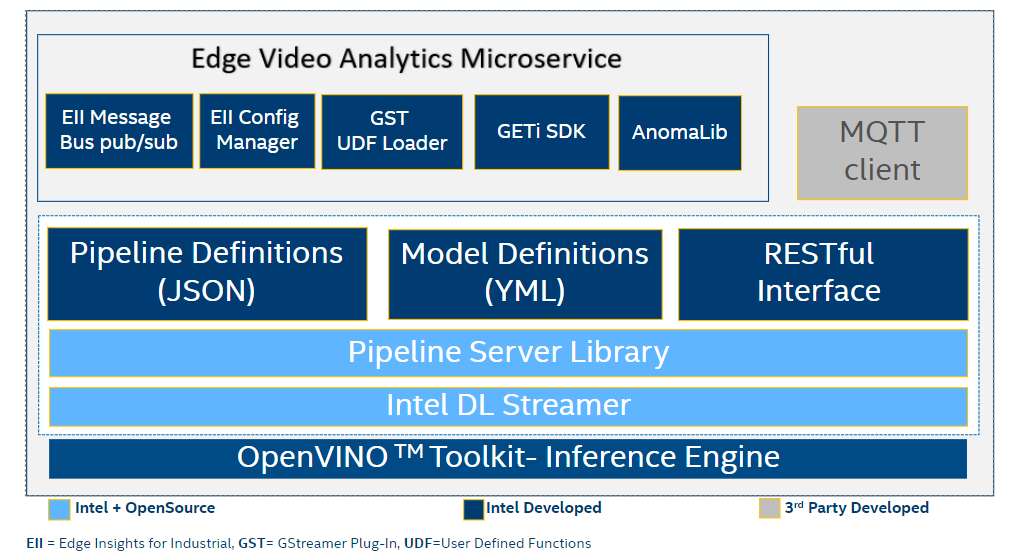 Edge Video Analytics Microservice
EII Message
Bus pub/sub
EII Config
Manager
GST
UDF Loader
GETi SDK
AnomaLib
MQTT
client
Pipeline Definitions
(JSON)
Model Definitions
(YML)
RESTful
Interface
Pipeline Server Library
Intel DL Streamer
OpenVINO ™ Toolkit- Inference Engine
Intel + OpenSource
Intel Developed
3rd Party Developed
EII = Edge Insights for Industrial, GST= GStreamer Plug-In, UDF=User Defined Functions